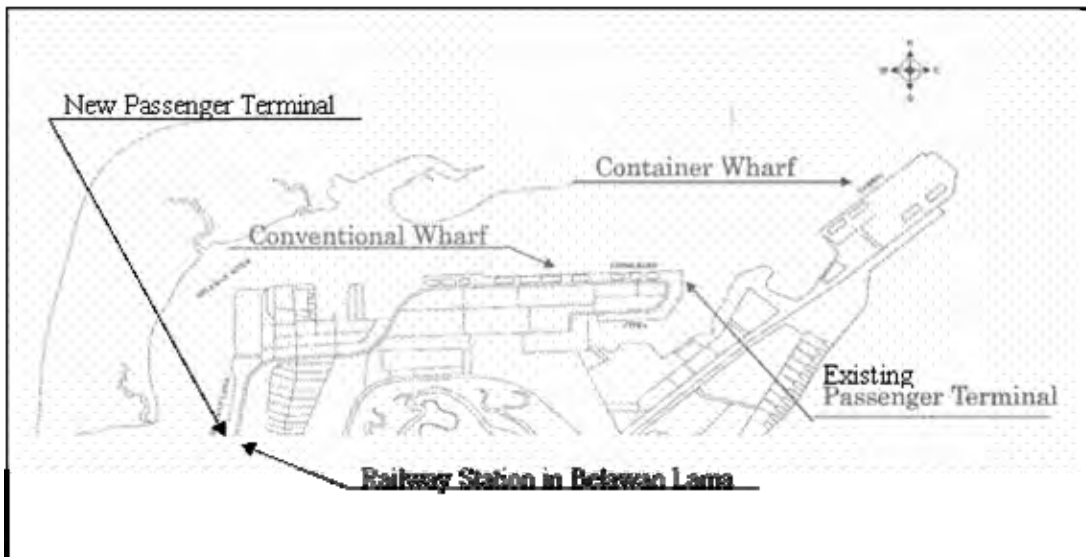 New Passenger Terminal
Container Wharf
Conventional Wharf
Existing
Passenger Terminal
Railway Station in Belawan Lama